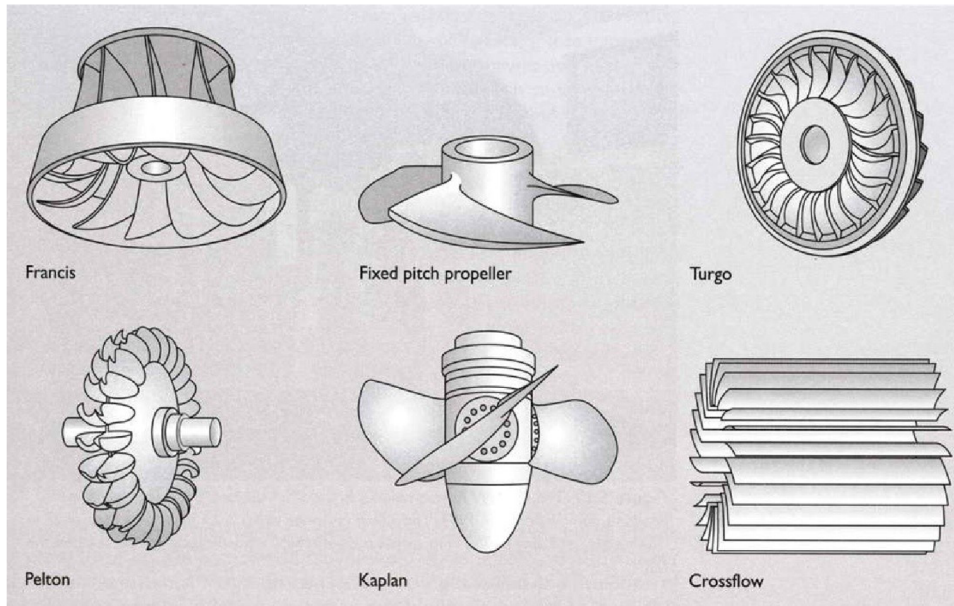 Francis
Fixed pitch propeller
Turgo
Pelton
Kaplan
Crossflow